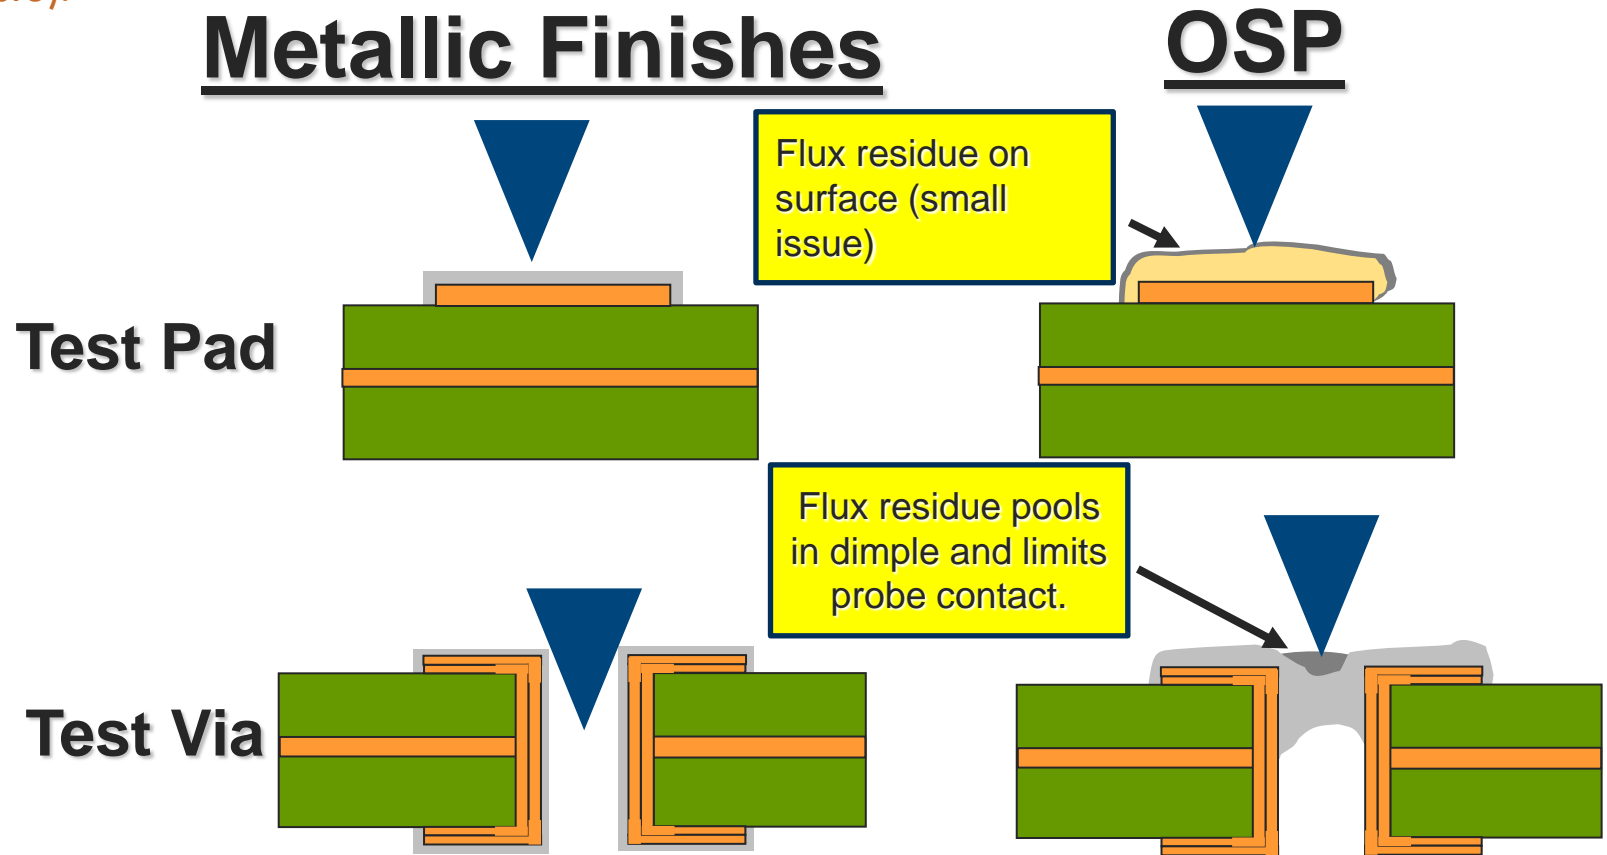 Metallic Finishes
OSP
Flux residue on
surface (small
issue)
Test Pad
Flux residue pools
in dimple and limits
probe contact.
Test Via